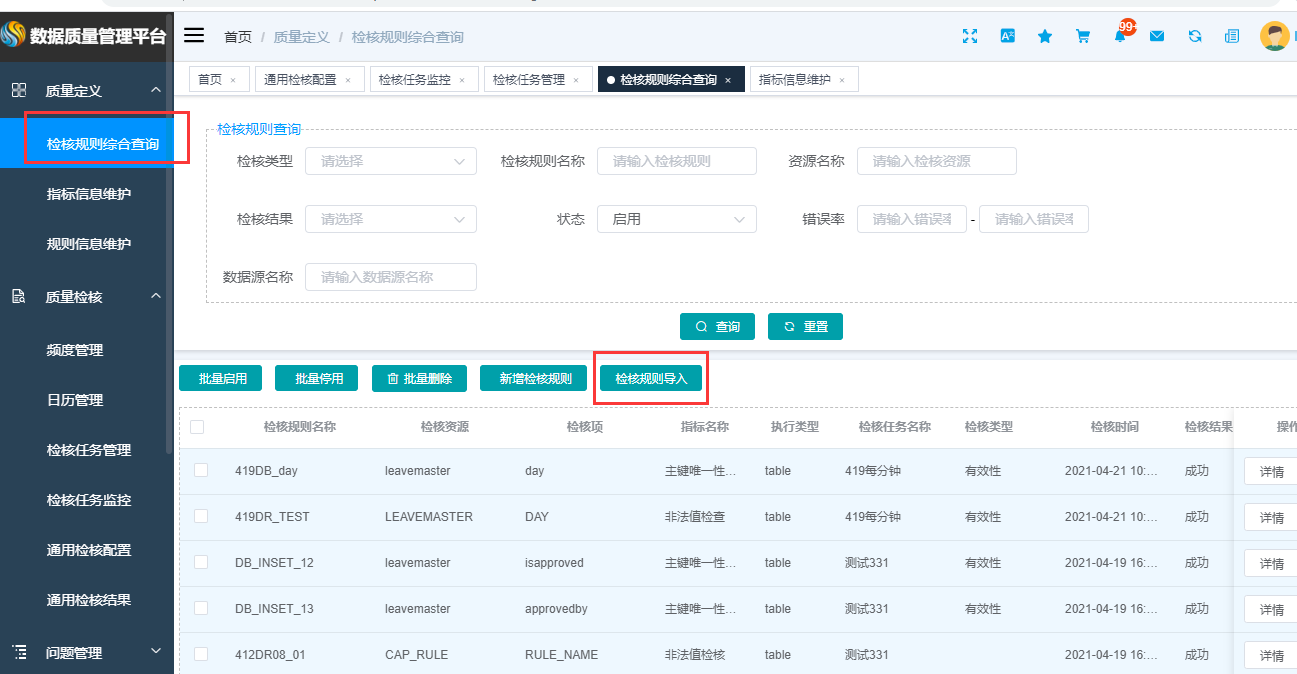 数据质量管理平台
首页 / 质量定义 / 检核规则综合查询
99+
首页 × 通用检核配置 × 检核任务监控 × 检核任务管理 × 检核规则综合查询 × 指标信息维护 ×
质量定义
检核规则综合查询
指标信息维护
规则信息维护
质量检核
频度管理
日历管理
检核任务管理
检核任务监控
通用检核配置
通用检核结果
问题管理
检核规则查询
检核类型 请选择 检核规则名称 请输入检核规则 资源名称 请输入检核资源
检核结果 请选择 状态 启用 错误率 请输入错误率 - 请输入错误率
数据源名称 请输入数据源名称
查询 重置
批量启用 批量停用 批量删除 新增检核规则 检核规则导入
检核规则名称 检核资源 检核项 指标名称 执行类型 检核任务名称 检核类型 检核时间 检核结果 操作
419DB_day leavemaster day 主键唯一性... table 419每分钟 有效性 2021-04-21 10:... 成功 详情
419DR_TEST LEAVEMASTER DAY 非法值检查 table 419每分钟 有效性 2021-04-21 10:... 成功 详情
DB_INSET_12 leavemaster isapproved 主键唯一性... table 测试331 有效性 2021-04-19 16:... 成功 详情
DB_INSET_13 leavemaster approvedby 主键唯一性... table 测试331 有效性 2021-04-19 16:... 成功 详情
412DR08_01 CAP_RULE RULE_NAME 非法值检核 table 测试331 2021-04-19 16:... 成功 详情